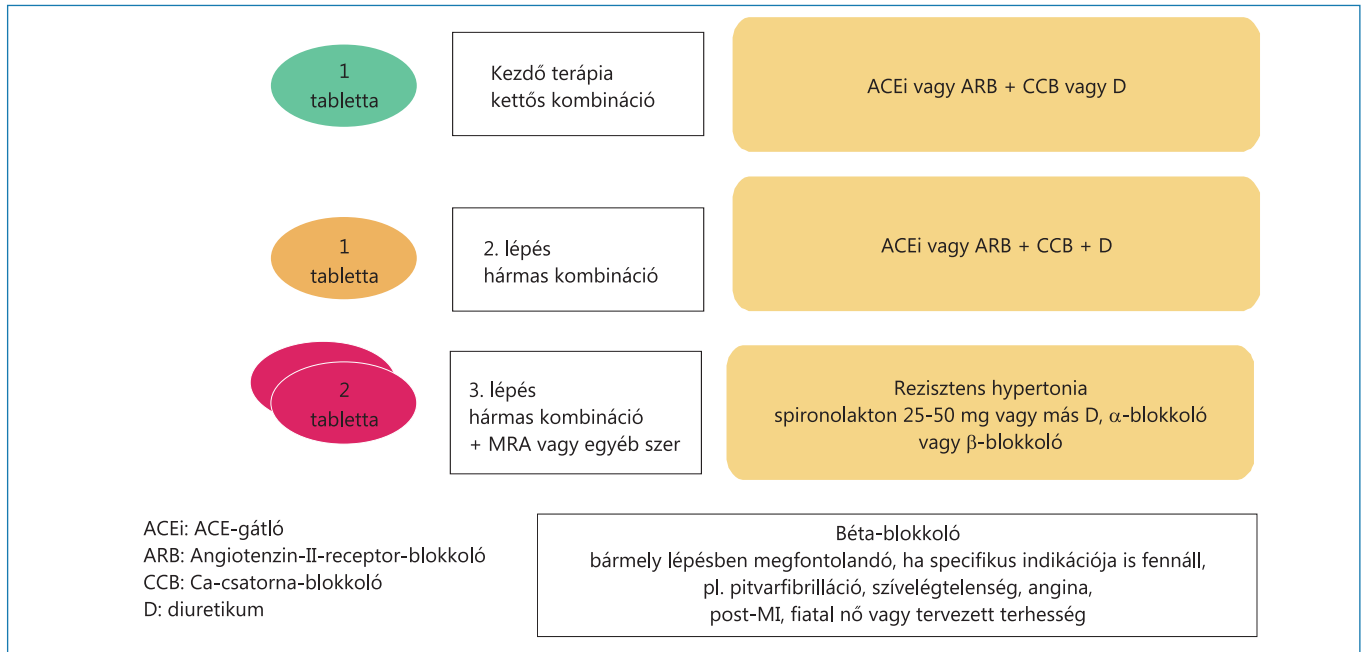 1
tabletta
Kezdő terápia
kettős kombináció
ACEi vagy ARB + CCB vagy D
1
tabletta
2. lépés
hármas kombináció
ACEi vagy ARB + CCB + D
2
tabletta
3. lépés
hármas kombináció
+ MRA vagy egyéb szer
Rezisztens hypertonia
spironolakton 25-50 mg vagy más D, α-blokkoló
vagy β-blokkoló
ACEi: ACE-gátló
ARB: Angiotenzin-II-receptor-blokkoló
CCB: Ca-csatorna-blokkoló
D: diuretikum
Béta-blokkoló
bármely lépésben megfontolandó, ha specifikus indikációja is fennáll,
pl. pitvarfibrilláció, szívelégtelenség, angina,
post-MI, fiatal nő vagy tervezett terhesség